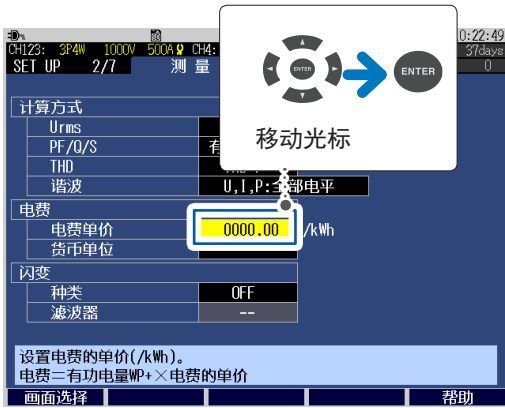 0:22:49
CH123: 3P4W 1000V 500A CH4:
37days
SET UP 2/7 测 量
0
ENTER
ENTER
移动光标
计算方式
Urms
PF/Q/S 有
THD
谐波 U,I,P:全部电平
电费
电费单价 0000.00 /kWh
货币单位
闪变
种类 OFF
滤波器 --
设置电费的单价(/kWh)。
电费=有功电量WP+×电费的单价
画面选择 帮助